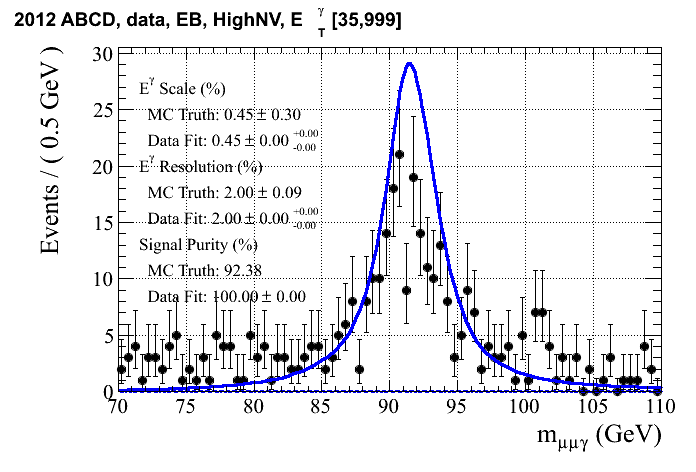 2012 ABCD, data, EB, HighNV, E γ T [35,999]
Events / ( 0.5 GeV )
30
25
20
15
10
5
0
E^γ Scale (%)
MC Truth: 0.45 ± 0.30
Data Fit: 0.45 ± 0.00 +0.00 -0.00
E^γ Resolution (%)
MC Truth: 2.00 ± 0.09
Data Fit: 2.00 ± 0.00 +0.00 -0.00
Signal Purity (%)
MC Truth: 92.38
Data Fit: 100.00 ± 0.00
70 75 80 85 90 95 100 105 110
m_μμγ (GeV)